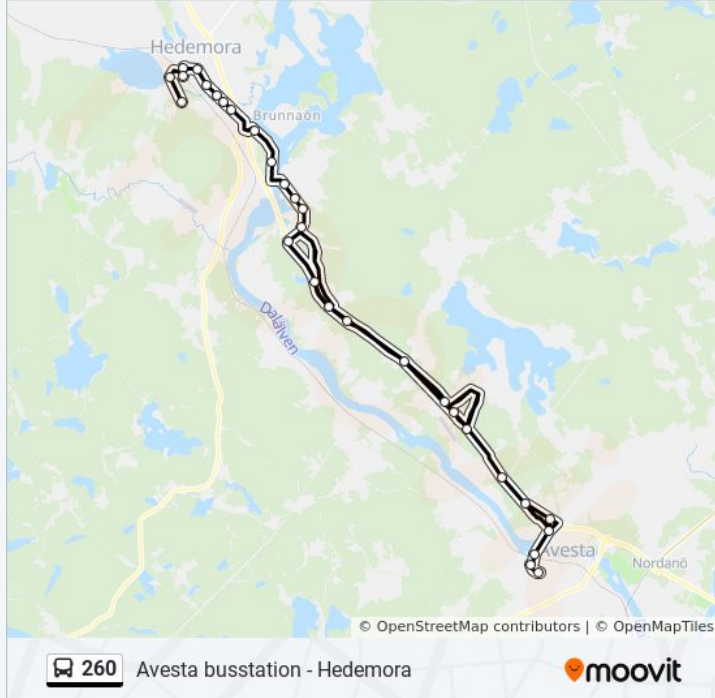 Hedemora
Brunnaön
Dalälven
Avesta
Nordanö
© OpenStreetMap contributors | © OpenMapTiles
260 Avesta busstation - Hedemora
moovit